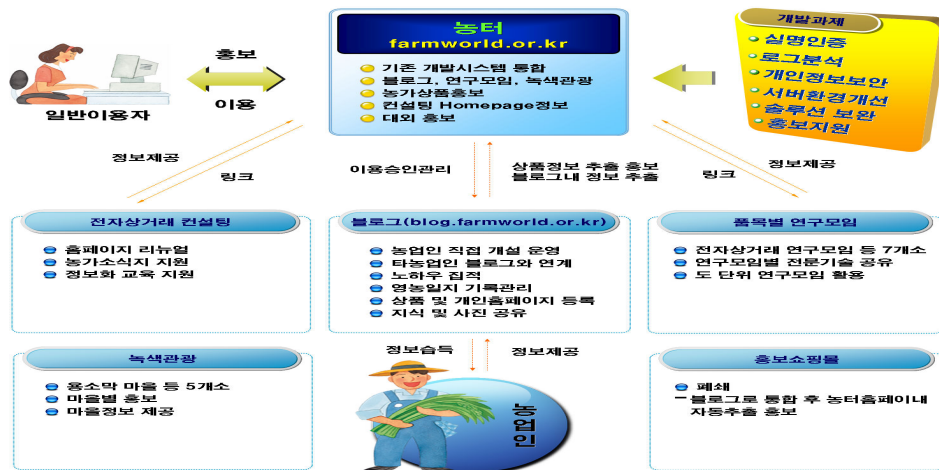 농터
farmworld.or.kr
기존 개발시스템 통합
블로그, 연구모임, 녹색관광
농가상품홍보
컨설팅 Homepage정보
대외 홍보
개발과제
실명인증
로그분석
개인정보보안
서버환경개선
솔루션 보완
홍보지원
홍보
이용
일반이용자
정보제공
링크
이용승인관리
상품정보 추출 홍보
블로그내 정보 추출
링크
정보제공
전자상거래 컨설팅
홈페이지 리뉴얼
농가소식지 지원
정보화 교육 지원
블로그(blog.farmworld.or.kr)
농업인 직접 개설 운영
타농업인 블로그와 연계
노하우 집적
영농일지 기록관리
상품 및 개인홈페이지 등록
지식 및 사진 공유
품목별 연구모임
전자상거래 연구모임 등 7개소
연구모임별 전문기술 공유
도 단위 연구모임 활용
녹색관광
용소막 마을 등 5개소
마을별 홍보
마을정보 제공
정보습득
정보제공
농업인
홍보쇼핑몰
폐쇄
-블로그로 통합 후 농터홈페이내
자동추출 홍보